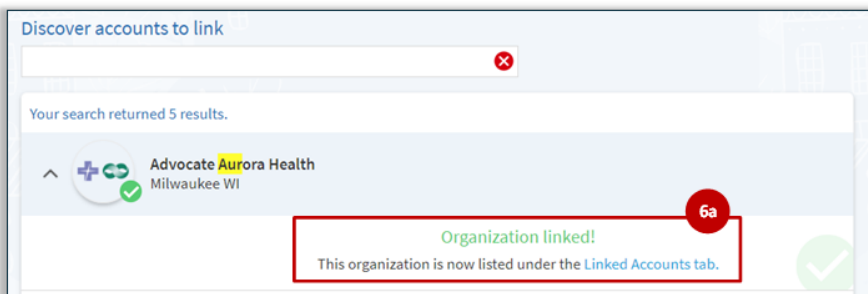 Discover accounts to link
Your search returned 5 results.
Advocate Aurora Health
Milwaukee WI
6a
Organization linked!
This organization is now listed under the Linked Accounts tab.